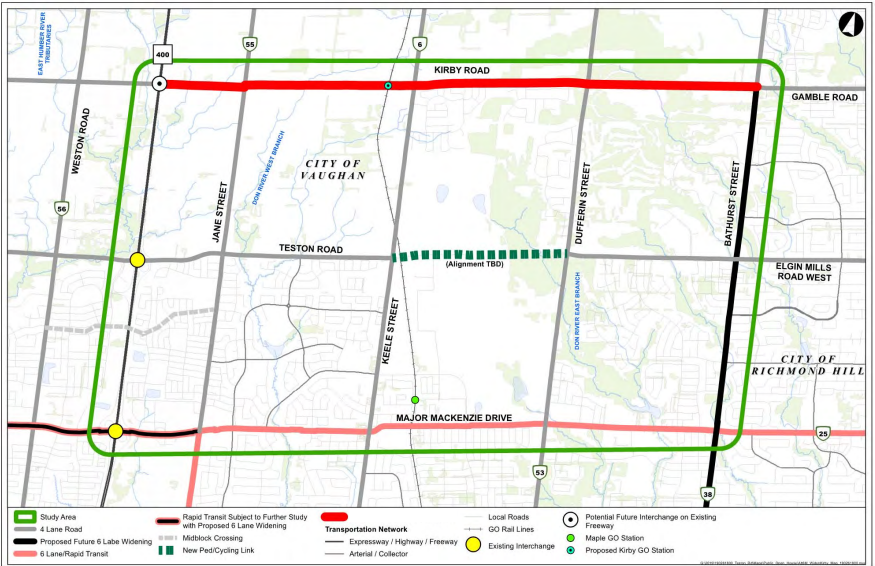 EAST HUMBER RIVER
TRIBUTARIES
400
55
6
KIRBY ROAD
GAMBLE ROAD
WESTON ROAD
CITY OF
VAUGHAN
DON RIVER WEST BRANCH
DUFFERIN STREET
BATHURST STREET
56
JANE STREET
TESTON ROAD
(Alignment TBD)
ELGIN MILLS
ROAD WEST
KEELE STREET
DON RIVER EAST BRANCH
CITY OF
RICHMOND HILL
MAJOR MACKENZIE DRIVE
25
53
38
Study Area
4 Lane Road
Proposed Future 6 Labe Widening
6 Lane/Rapid Transit
Rapid Transit Subject to Further Study
with Proposed 6 Lane Widening
Midblock Crossing
New Ped/Cycling Link
Transportation Network
Expressway / Highway / Freeway
Arterial / Collector
Local Roads
GO Rail Lines
Existing Interchange
Potential Future Interchange on Existing
Freeway
Maple GO Station
Proposed Kirby GO Station